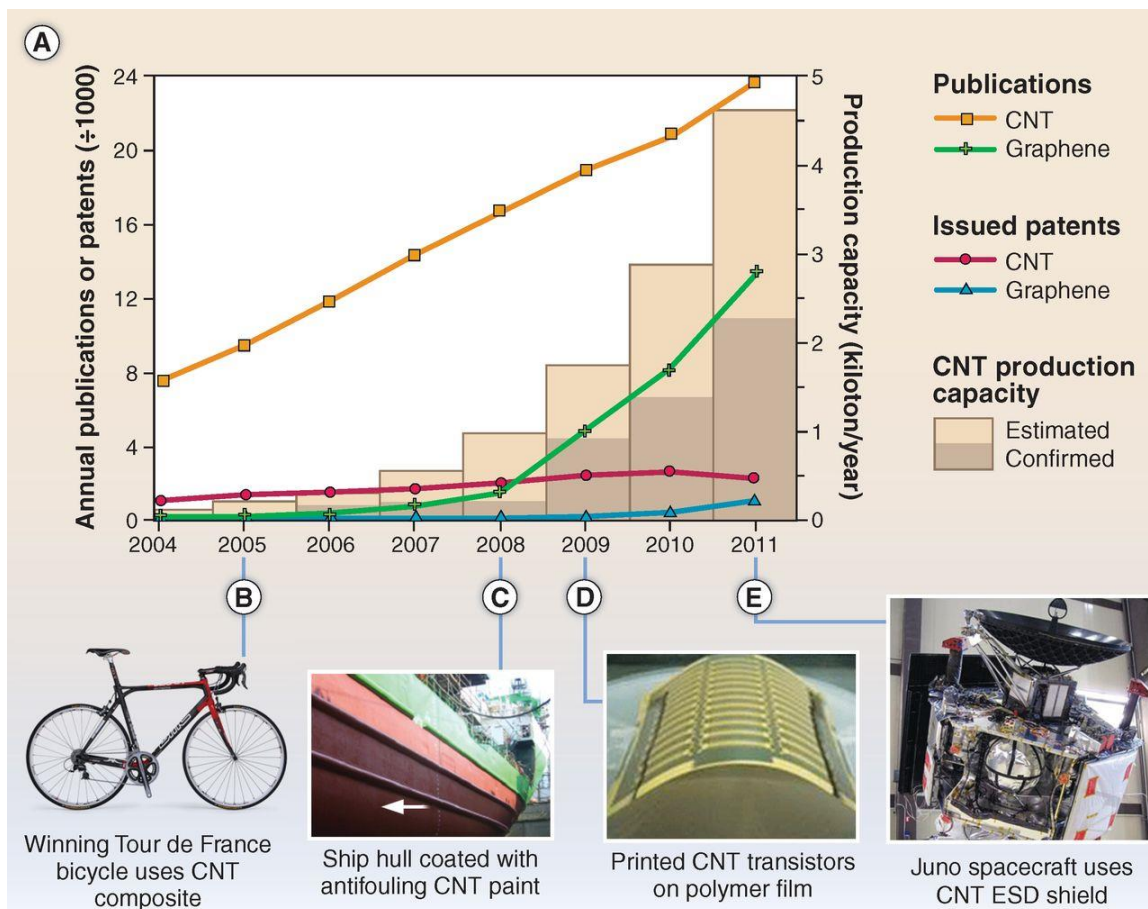 A
Annual publications or patents (÷1000)
24
20
16
12
8
4
0
5
4
3
2
1
0
Production capacity (kiloton/year)
2004 2005 2006 2007 2008 2009 2010 2011
Publications
CNT
Graphene
Issued patents
CNT
Graphene
CNT production
capacity
Estimated
Confirmed
B
C
D
E
Winning Tour de France
bicycle uses CNT
composite
Ship hull coated with
antifouling CNT paint
Printed CNT transistors
on polymer film
Juno spacecraft uses
CNT ESD shield